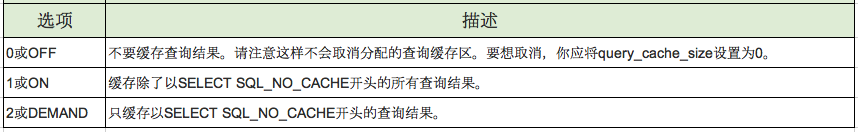 选项 描述
0或OFF 不要缓存查询结果。请注意这样不会取消分配的查询缓存区。要想取消，你应将query_cache_size设置为0。
1或ON 缓存除了以SELECT SQL_NO_CACHE开头的所有查询结果。
2或DEMAND 只缓存以SELECT SQL_NO_CACHE开头的查询结果。